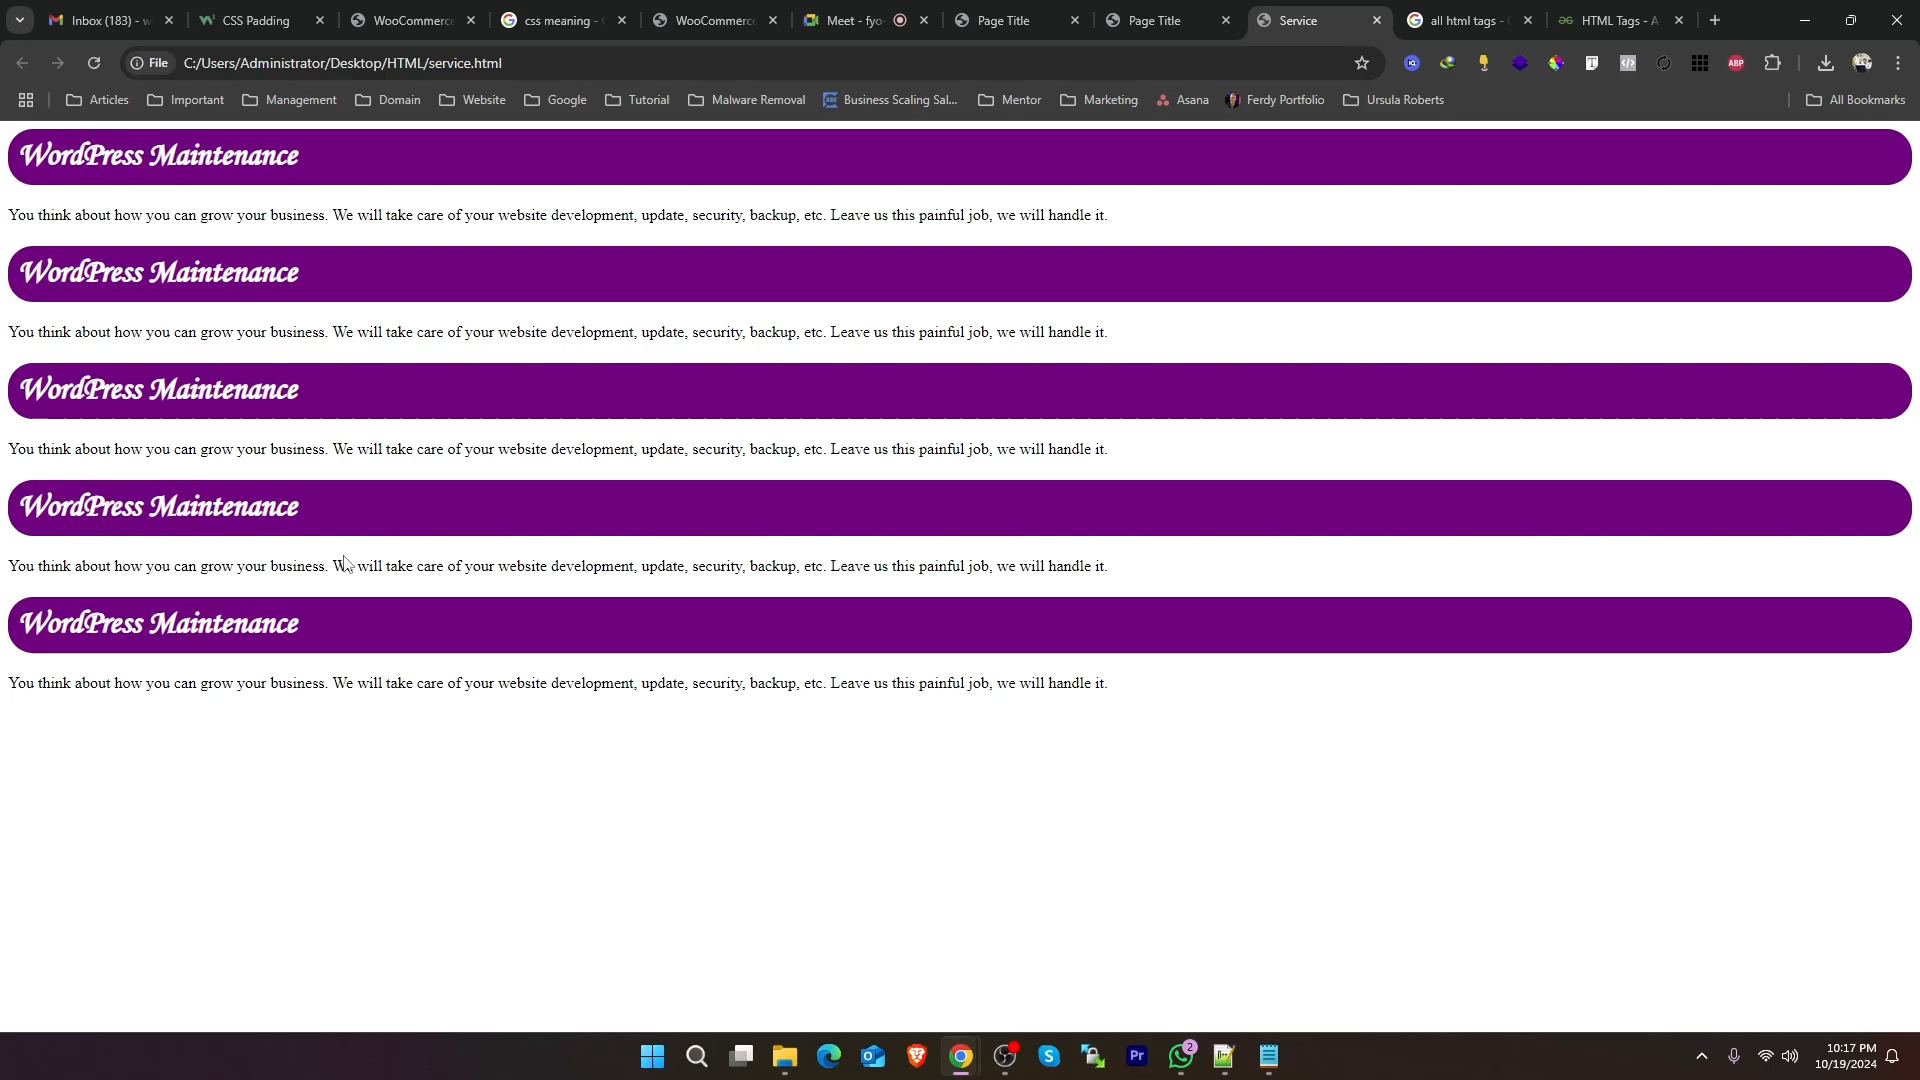 Inbox (183) - w
CSS Padding
WooCommerc
css meaning -
WooCommerc
Meet - fyo
Page Title
Page Title
Service
all html tags -
HTML Tags - A
File
C:/Users/Administrator/Desktop/HTML/service.html
ABP
Articles
Important
Management
Domain
Website
Google
Tutorial
Malware Removal
Business Scaling Sal...
Mentor
Marketing
Asana
Ferdy Portfolio
Ursula Roberts
All Bookmarks
WordPress Maintenance
You think about how you can grow your business. We will take care of your website development, update, security, backup, etc. Leave us this painful job, we will handle it.
WordPress Maintenance
You think about how you can grow your business. We will take care of your website development, update, security, backup, etc. Leave us this painful job, we will handle it.
WordPress Maintenance
You think about how you can grow your business. We will take care of your website development, update, security, backup, etc. Leave us this painful job, we will handle it.
WordPress Maintenance
You think about how you can grow your business. We will take care of your website development, update, security, backup, etc. Leave us this painful job, we will handle it.
WordPress Maintenance
You think about how you can grow your business. We will take care of your website development, update, security, backup, etc. Leave us this painful job, we will handle it.
Pr
2
10:17 PM
10/19/2024